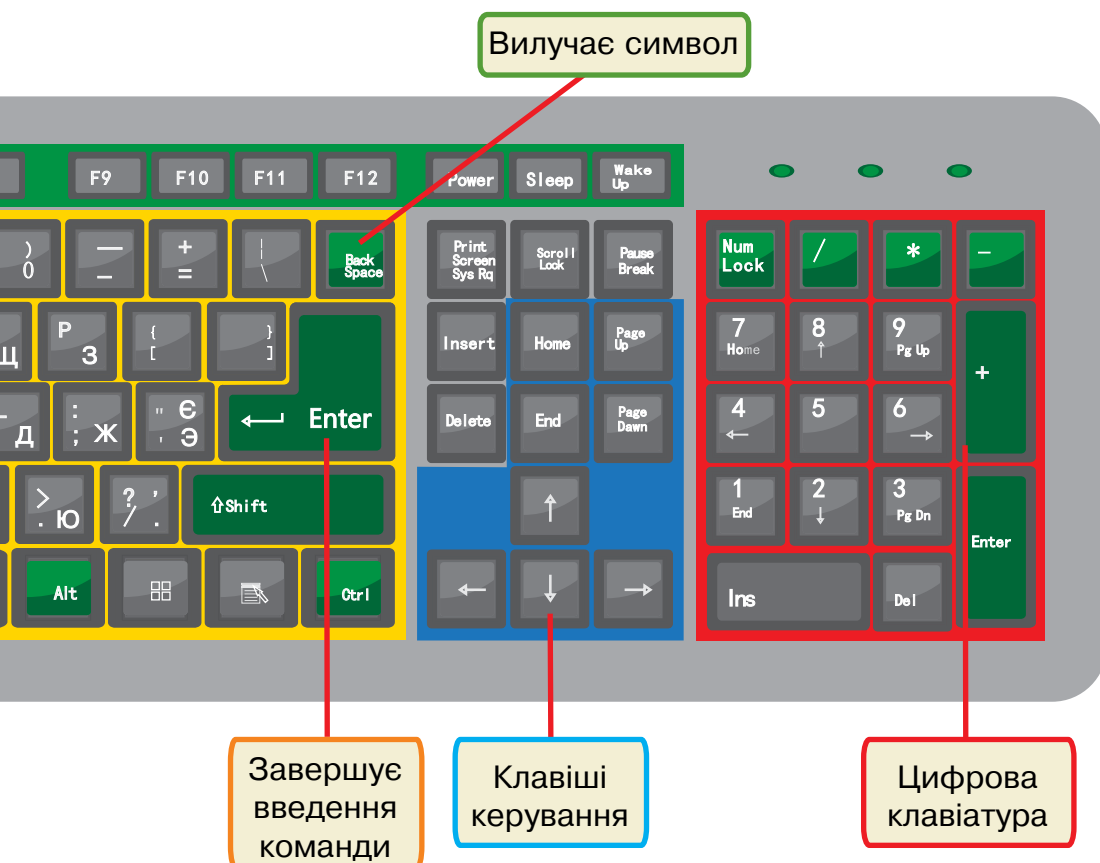 Вилучає символ
F9 F10 F11 F12 Power Sleep Wake
Up
)
0
—
_
+
=
¦
\
Back
Space
Print
Screen
Sys Rq
Scroll
Lock
Pause
Break
Num
Lock
/
*
–
Щ
P
З
{
[
}
]
Insert
Home
Page
Up
7
Home
8
↑
9
Pg Up
+
Д
:
; Ж
" Є
' Э
← Enter
Delete
End
Page
Dawn
4
←
5
6
→
>
. Ю
? '
/ .
⇧Shift
↑
1
End
2
↓
3
Pg Dn
Enter
Alt
Ctrl
←
↓
→
Ins
Del
Завершує
введення
команди
Клавіші
керування
Цифрова
клавіатура